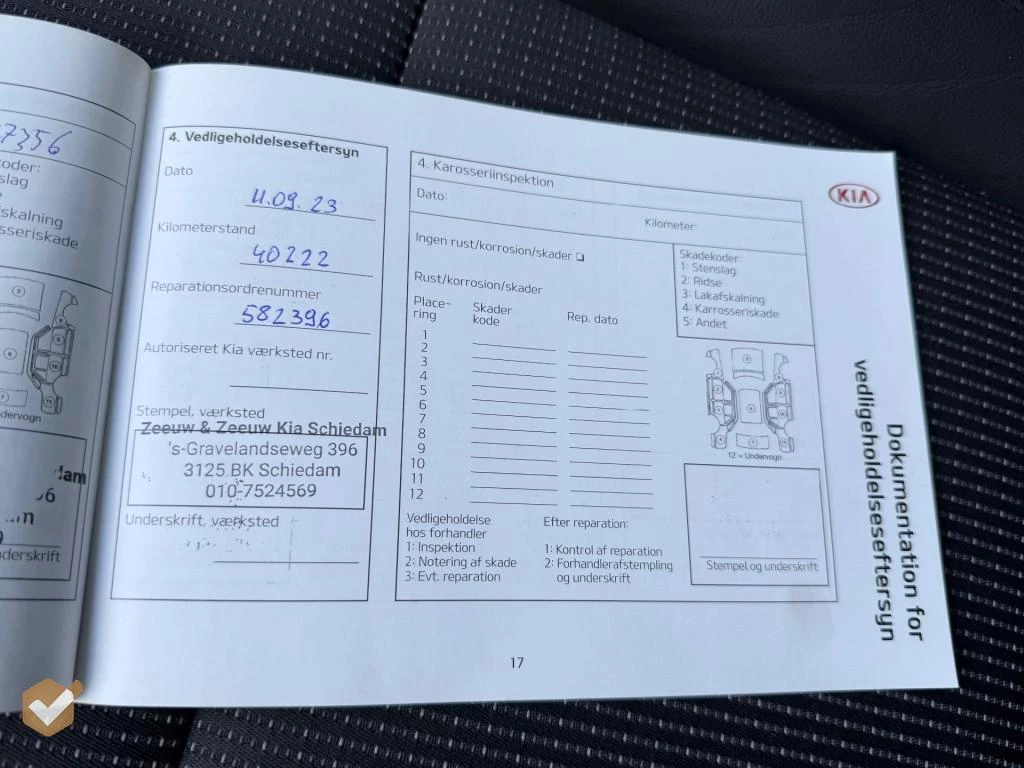 7356
oder:
slag
fskalning
sseriskade
ndervogn
dam
06
derskrift
4. Vedligeholdelseseftersyn
Dato
11.09.23
Kilometerstand
40222
Reparationsordrenummer
582396
Autoriseret Kia værksted nr.
Stempel, værksted
Zeeuw & Zeeuw Kia Schiedam
's-Gravelandseweg 396
3125 BK Schiedam
010-7524569
Underskrift, værksted
4. Karosseriinspektion
Dato:
Kilometer:
Ingen rust/korrosion/skader
Rust/korrosion/skader
Skadekoder:
1: Stenslag
2: Ridse
3: Lakafskalning
4: Karrosseriskade
5: Andet
Place-
ring
Skader
kode
Rep. dato
1
2
3
4
5
6
7
8
9
10
11
12
12 = Undervogn
Vedligeholdelse
hos forhandler
1: Inspektion
2: Notering af skade
3: Evt. reparation
Efter reparation:
1: Kontrol af reparation
2: Forhandlerafstempling
og underskrift
Stempel og underskrift
KIA
Dokumentation for
vedligeholdelseseftersyn
17